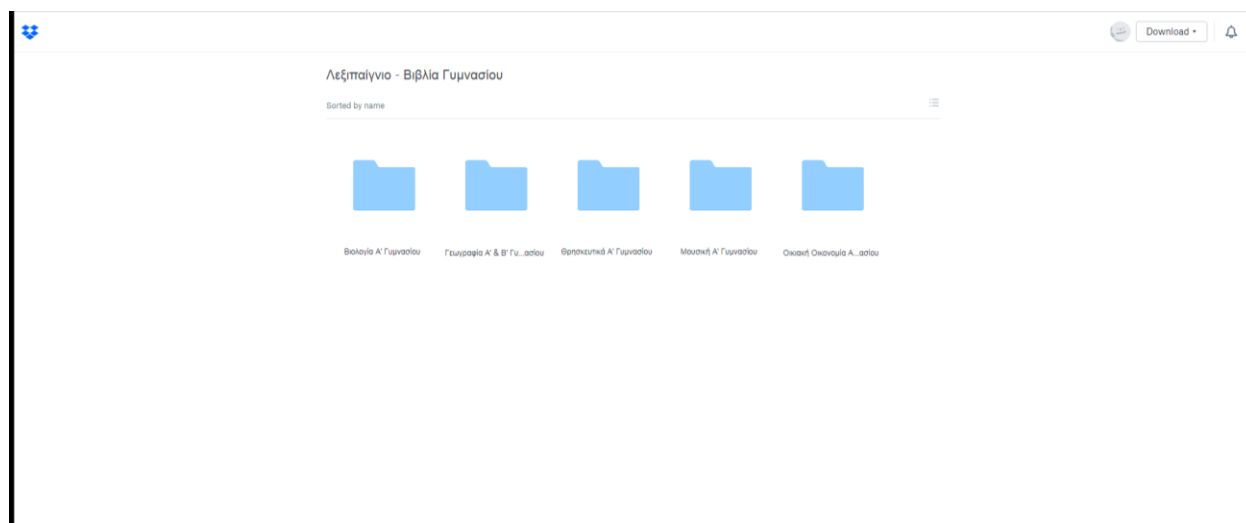 Download
Λεξιπαίγνιο - Βιβλία Γυμνασίου
Sorted by name
Βιολογία Α' Γυμνασίου
Γεωγραφία Α' & Β' Γυ...ασίου
Θρησκευτικά Α' Γυμνασίου
Μουσική Α' Γυμνασίου
Οικιακή Οικονομία Α...ασίου